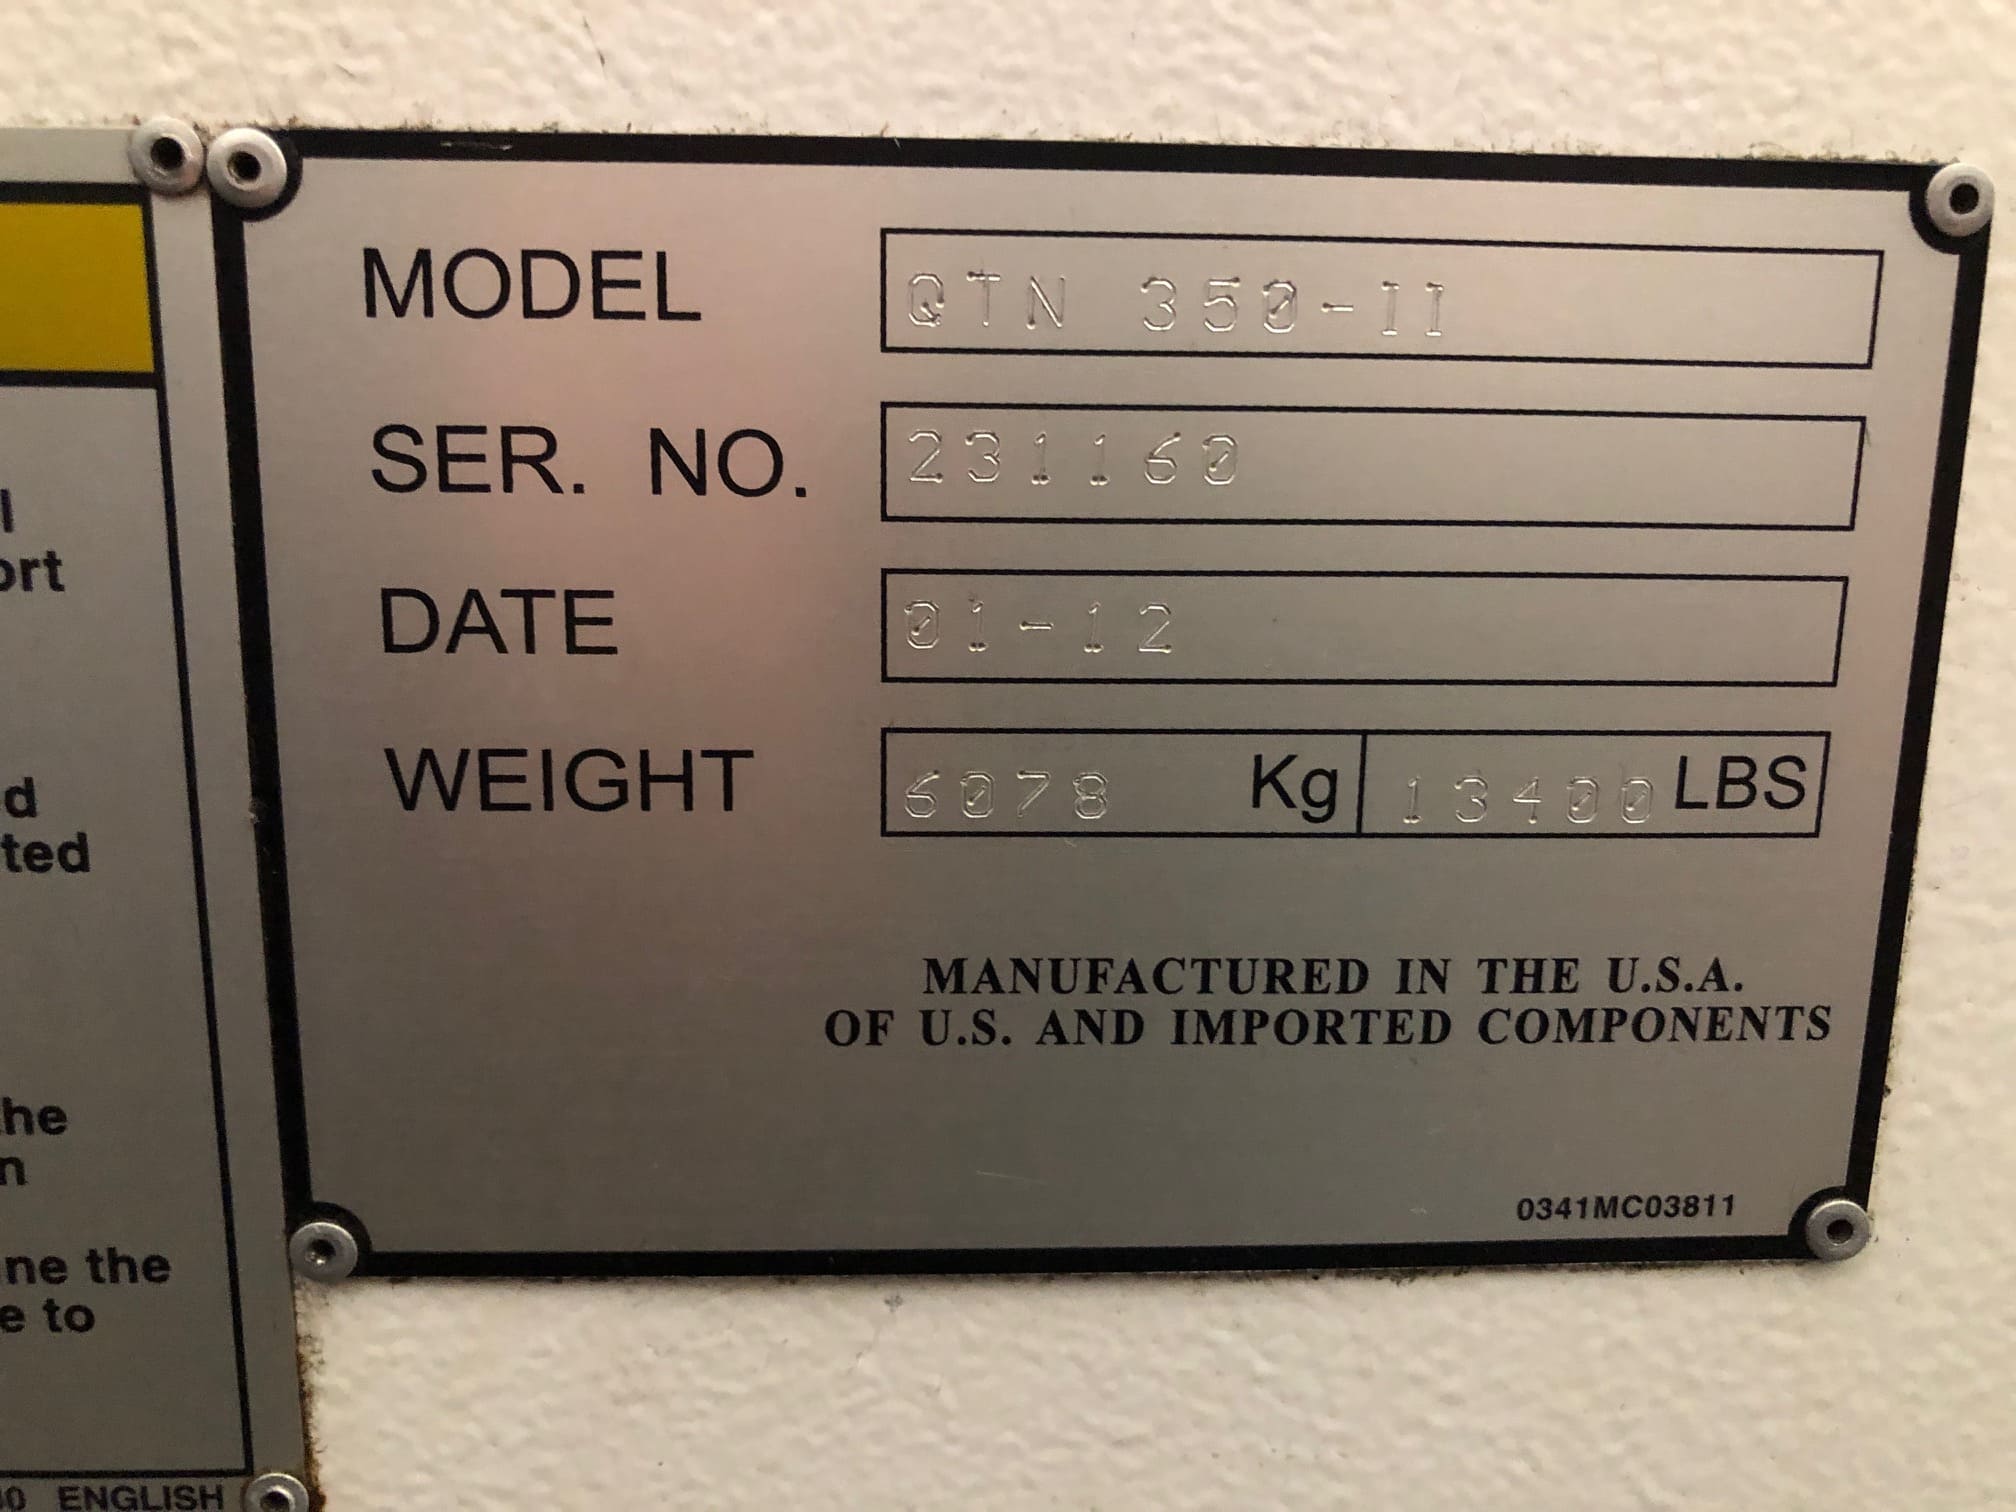 MODEL QTN 350-II
SER. NO. 231160
DATE 01-12
WEIGHT 6078 Kg 13400 LBS
MANUFACTURED IN THE U.S.A.
OF U.S. AND IMPORTED COMPONENTS
0341MC03811
l
ort
d
ted
he
n
ne the
e to
0 ENGLISH